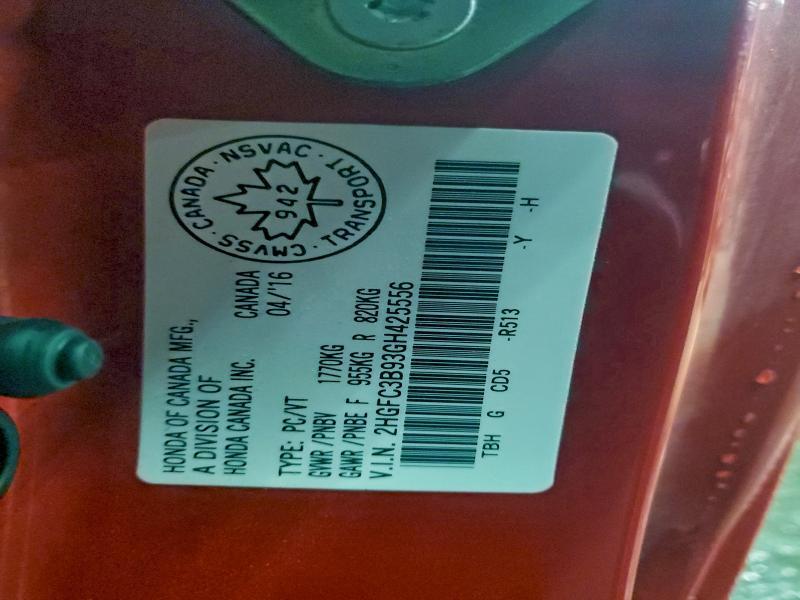 HONDA OF CANADA MFG.,
A DIVISION OF
HONDA CANADA INC. CANADA
04/'16
CMVSS · CANADA · NSVAC · TRANSPORT
942
TYPE: PC/VT
GVWR /PNBV 1770KG
GAWR /PNBE F 955KG R 820KG
V.I.N. 2HGFC3B93GH425556
TBH G CD5 -R513 -Y -H